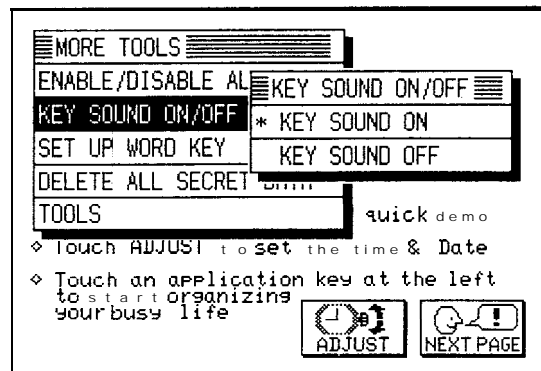 MORE TOOLS
ENABLE/DISABLE AL
KEY SOUND ON/OFF
SET UP WORD KEY
DELETE ALL SECRET
TOOLS
KEY SOUND ON/OFF
* KEY SOUND ON
KEY SOUND OFF
quick demo
◇ Touch ADJUST to set the time & Date
◇ Touch an application key at the left
to start organizing
your busy life
ADJUST
NEXT PAGE